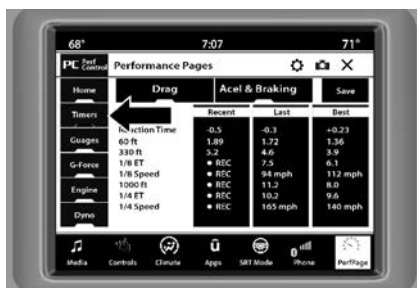 68° 7:07 71°
PC Perf Control Performance Pages
Home Drag Acel & Braking Save
Timers Recent Last Best
Reaction Time -0.5 -0.3 +0.23
60 ft 1.89 1.72 1.36
Guages 330 ft 5.2 4.6 3.9
1/8 ET • REC 7.5 6.1
G-Force 1/8 Speed • REC 94 mph 112 mph
1000 ft • REC 11.2 8.0
Engine 1/4 ET • REC 10.2 9.6
1/4 Speed • REC 165 mph 140 mph
Dyno
Media Controls Climate Apps SRT Mode Phone PerfPage